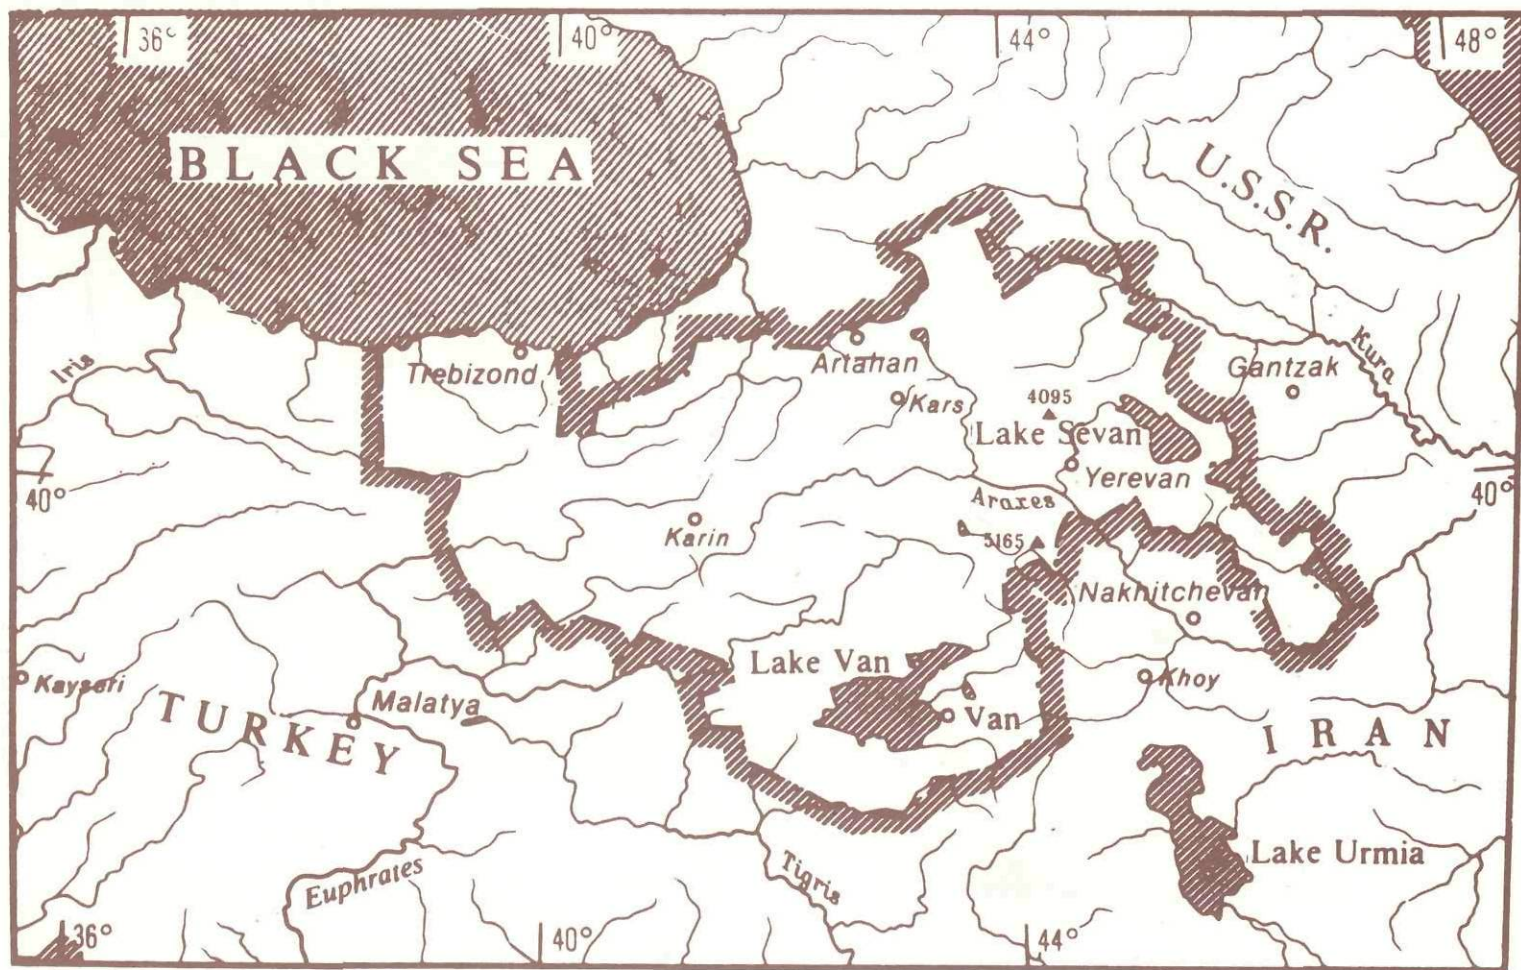 36°
40°
44°
48°
BLACK SEA
U.S.S.R.
Iris
Trebizond
Artahan
Kars
4095
Lake Sevan
Gantzak
Kura
40°
Yerevan
Araxes
40°
Karin
5165
Nakhitchevan
Lake Van
Kayseri
Malatya
Khoy
Van
TURKEY
IRAN
Euphrates
Tigris
Lake Urmia
36°
40°
44°